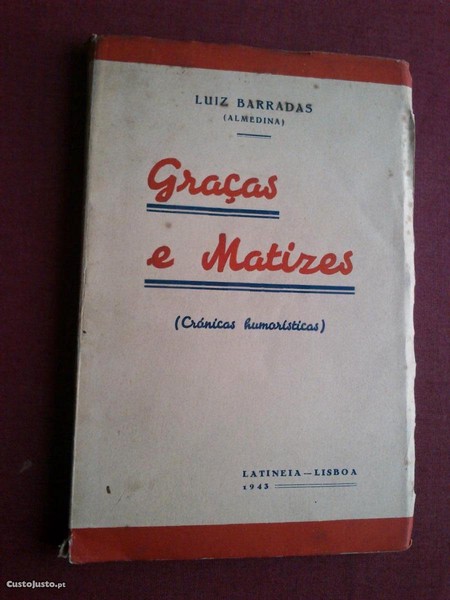 LUIZ BARRADAS
(ALMEDINA)
Graças
e Matizes
(Crónicas humorísticas)
LATINEIA—LISBOA
1943
CustoJusto.pt